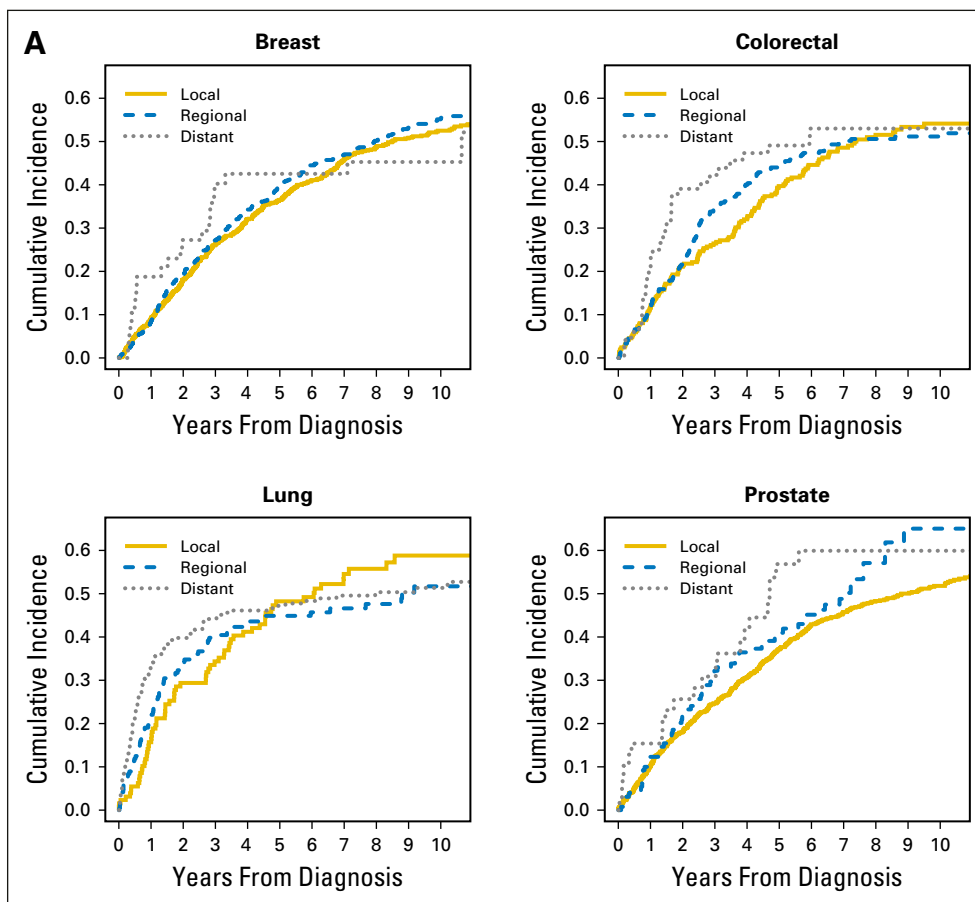 A
Breast
Cumulative Incidence
0.6
0.5
0.4
0.3
0.2
0.1
0.0
Local
Regional
Distant
0 1 2 3 4 5 6 7 8 9 10
Years From Diagnosis
Colorectal
Cumulative Incidence
0.6
0.5
0.4
0.3
0.2
0.1
0.0
Local
Regional
Distant
0 1 2 3 4 5 6 7 8 9 10
Years From Diagnosis
Lung
Cumulative Incidence
0.6
0.5
0.4
0.3
0.2
0.1
0.0
Local
Regional
Distant
0 1 2 3 4 5 6 7 8 9 10
Years From Diagnosis
Prostate
Cumulative Incidence
0.6
0.5
0.4
0.3
0.2
0.1
0.0
Local
Regional
Distant
0 1 2 3 4 5 6 7 8 9 10
Years From Diagnosis